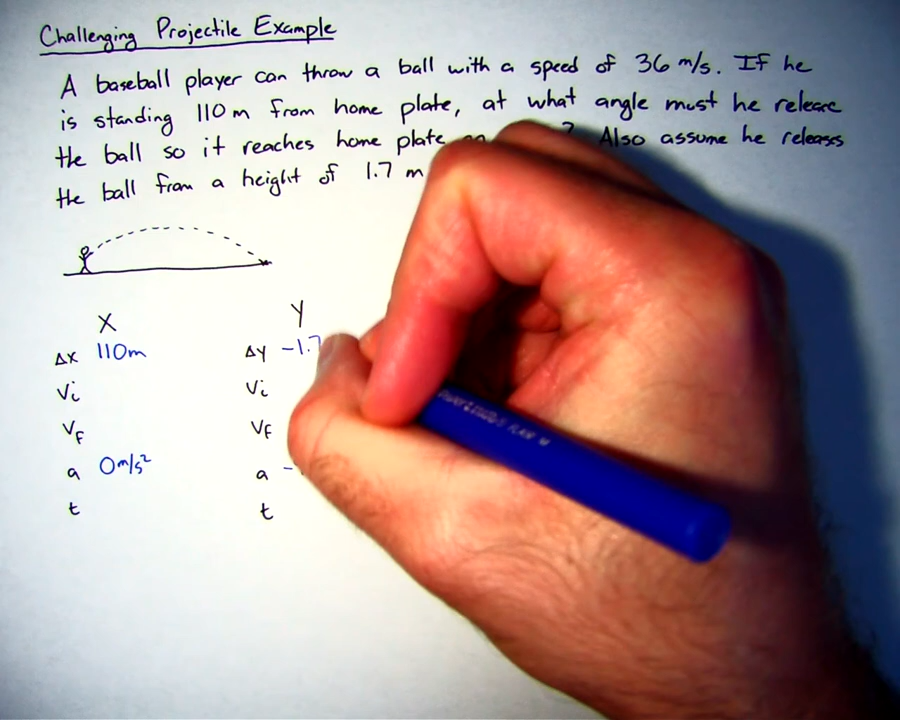 Challenging Projectile Example
A baseball player can throw a ball with a speed of 36 m/s. If he
is standing 110 m from home plate, at what angle must he release
the ball so it reaches home plate ? Also assume he releases
the ball from a height of 1.7 m
X Y
Δx 110m Δy -1.7
Vi Vi
VF VF
a 0 m/s² a -
t t